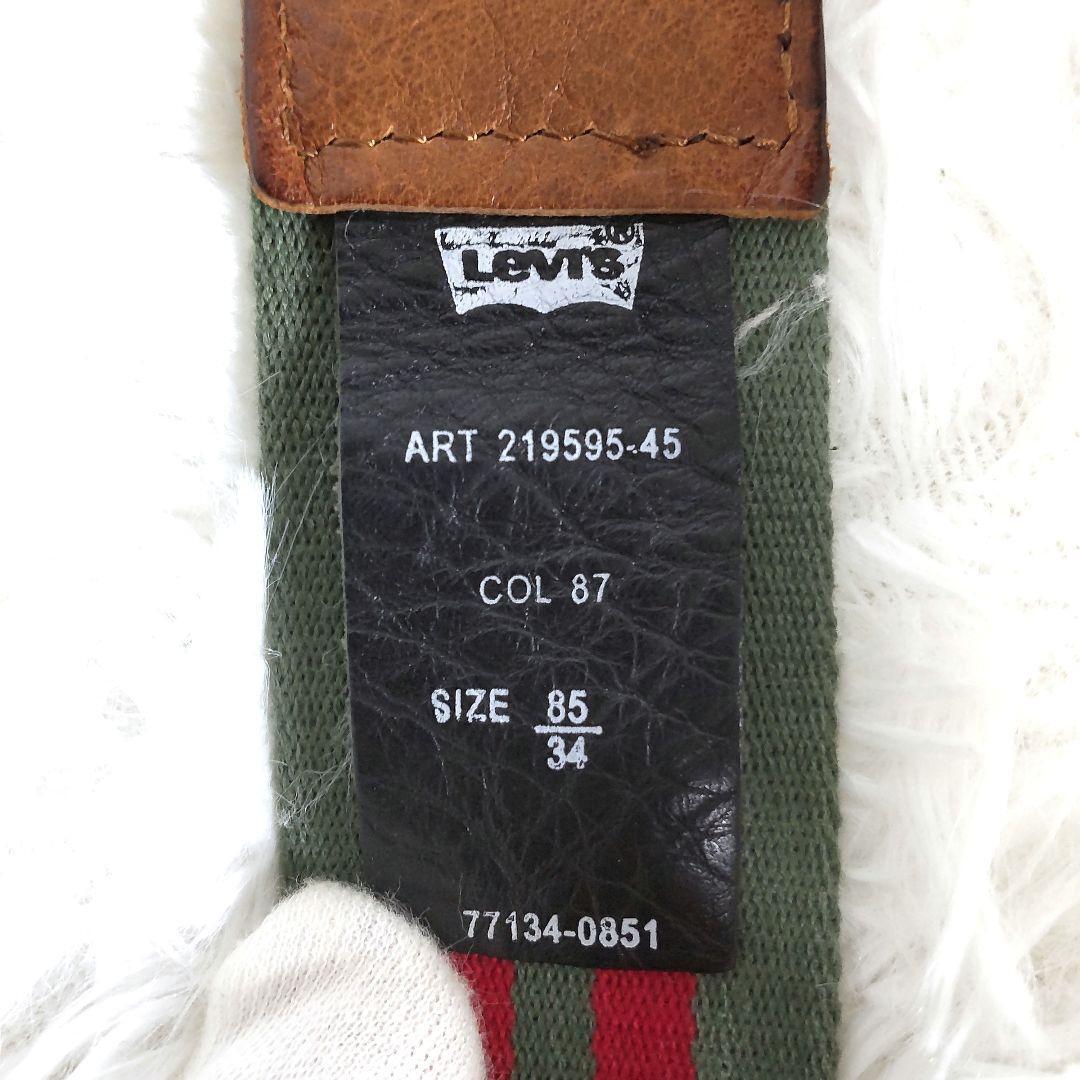 Levi's ®
ART 219595-45
COL 87
SIZE 85
34
77134-0851